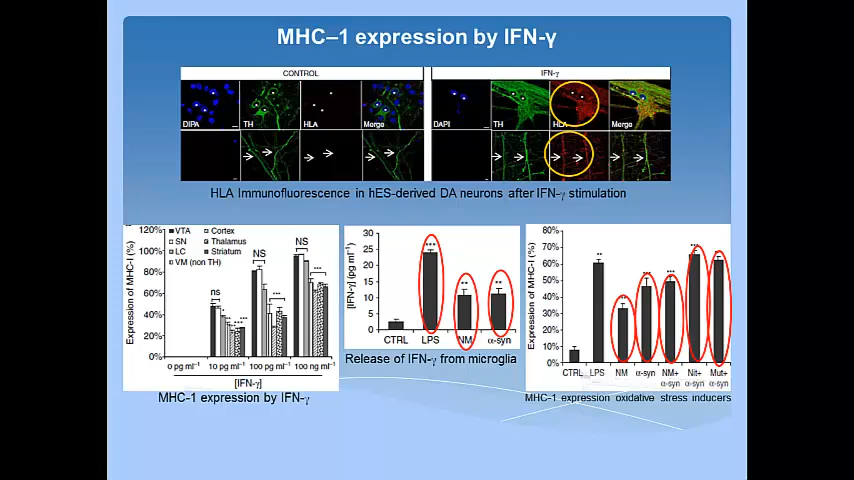 MHC–1 expression by IFN-γ
CONTROL
IFN-γ
DIPA TH HLA Merge
DAPI TH HLA Merge
HLA Immunofluorescence in hES-derived DA neurons after IFN-γ stimulation
Expression of MHC-I (%)
120%
100%
80%
60%
40%
20%
0%
VTA Cortex
SN Thalamus
LC Striatum
VM (non TH)
ns
NS
NS
0 pg ml⁻¹ 10 pg ml⁻¹ 100 pg ml⁻¹ 100 ng ml⁻¹
[IFN-γ]
MHC-1 expression by IFN-γ
[IFN-γ] (pg ml⁻¹)
30
25
20
15
10
5
0
***
**
**
CTRL LPS NM α-syn
Release of IFN-γ from microglia
Expression of MHC-I (%)
80%
70%
60%
50%
40%
30%
20%
10%
0%
**
***
***
***
CTRL LPS NM α-syn NM+ Nit+ Mut+
α-syn α-syn α-syn
MHC-1 expression oxidative stress inducers